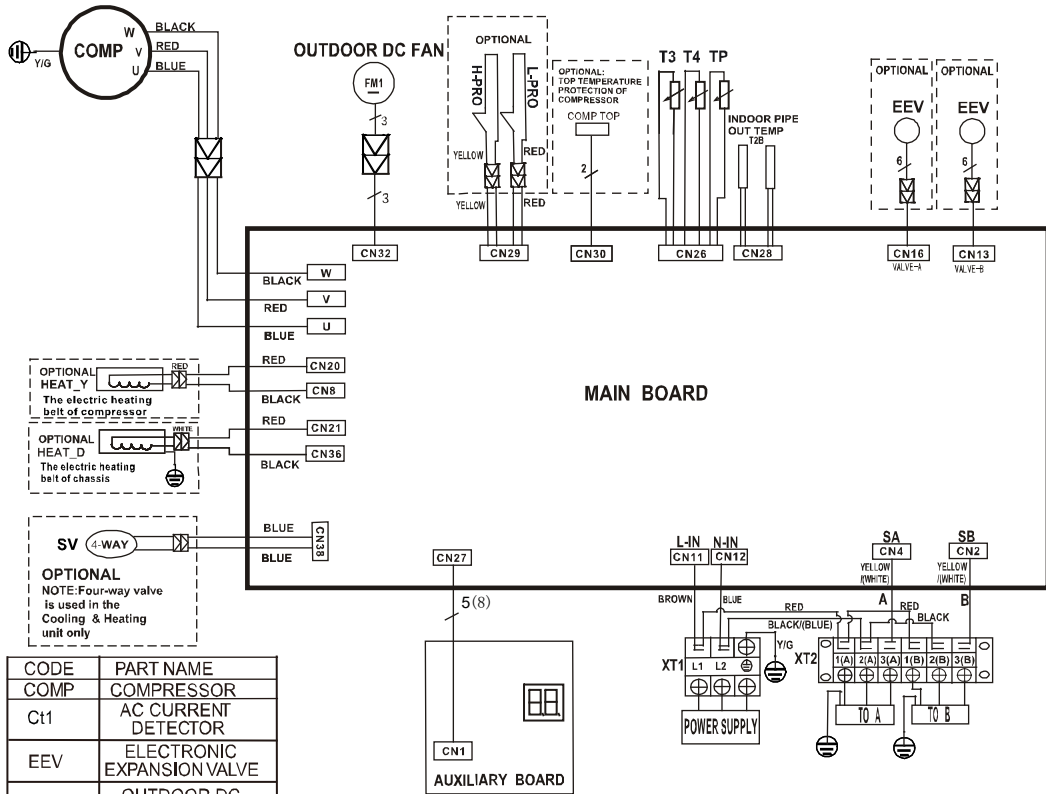 COMP
W
V
U
BLACK
RED
BLUE
Y/G
OUTDOOR DC FAN
FM1
3
3
OPTIONAL
H-PRO
L-PRO
YELLOW
RED
YELLOW
RED
OPTIONAL:
TOP TEMPERATURE
PROTECTION OF
COMPRESSOR
COMP TOP
2
T3 T4 TP
INDOOR PIPE
OUT TEMP
T2B
OPTIONAL
EEV
6
OPTIONAL
EEV
6
CN32
CN29
CN30
CN26
CN28
CN16
VALVE-A
CN13
VALVE-B
BLACK
W
RED
V
BLUE
U
MAIN BOARD
OPTIONAL
HEAT_Y
RED
The electric heating
belt of compressor
RED
CN20
BLACK
CN8
OPTIONAL
HEAT_D
WHITE
The electric heating
belt of chassis
RED
CN21
BLACK
CN36
SV
4-WAY
BLUE
BLUE
CN38
OPTIONAL
NOTE:Four-way valve
is used in the
Cooling & Heating
unit only
CN27
5(8)
CN1
AUXILIARY BOARD
L-IN
CN11
N-IN
CN12
SA
CN4
SB
CN2
YELLOW
/(WHITE)
YELLOW
/(WHITE)
BROWN
BLUE
RED
A
RED
B
BLACK/(BLUE)
BLACK
Y/G
XT1
L1
L2
POWER SUPPLY
XT2
1(A) 2(A) 3(A) 1(B) 2(B) 3(B)
TO A
TO B
CODE PART NAME
COMP COMPRESSOR
Ct1 AC CURRENT
DETECTOR
EEV ELECTRONIC
EXPANSION VALVE
OUTDOOR DC